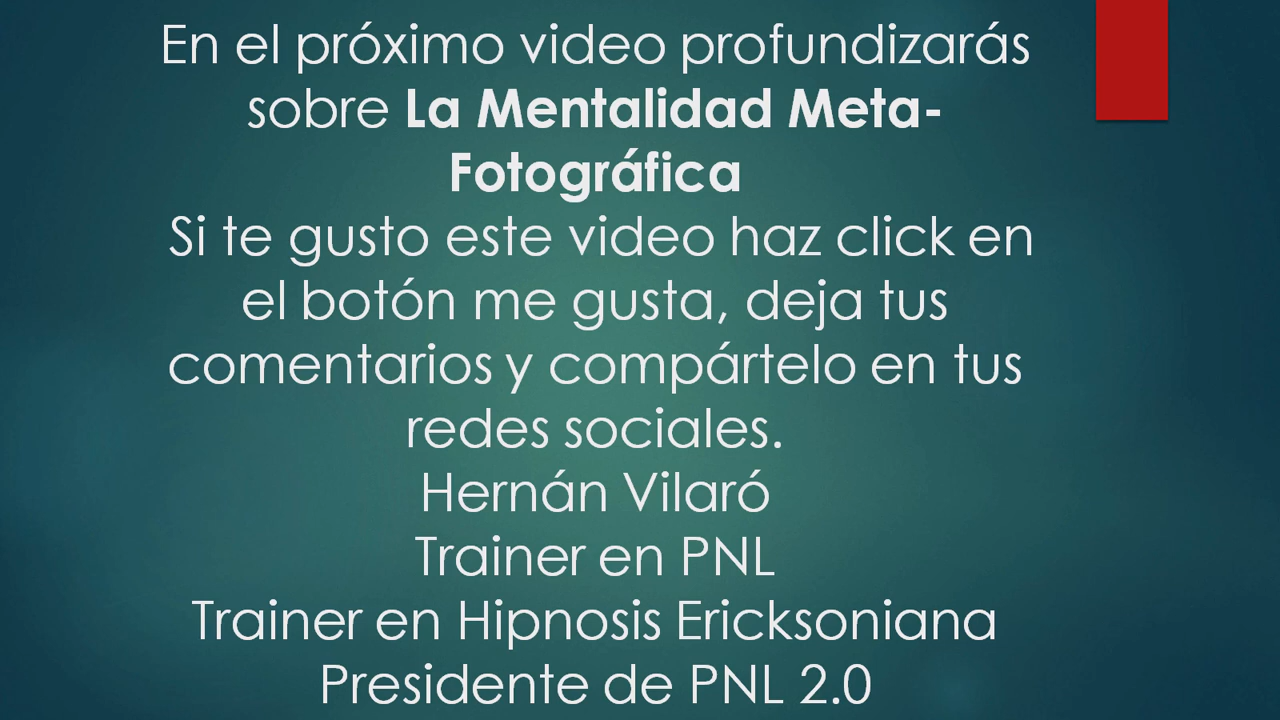 En el próximo video profundizarás
sobre La Mentalidad Meta-
Fotográfica
Si te gusto este video haz click en
el botón me gusta, deja tus
comentarios y compártelo en tus
redes sociales.
Hernán Vilaró
Trainer en PNL
Trainer en Hipnosis Ericksoniana
Presidente de PNL 2.0